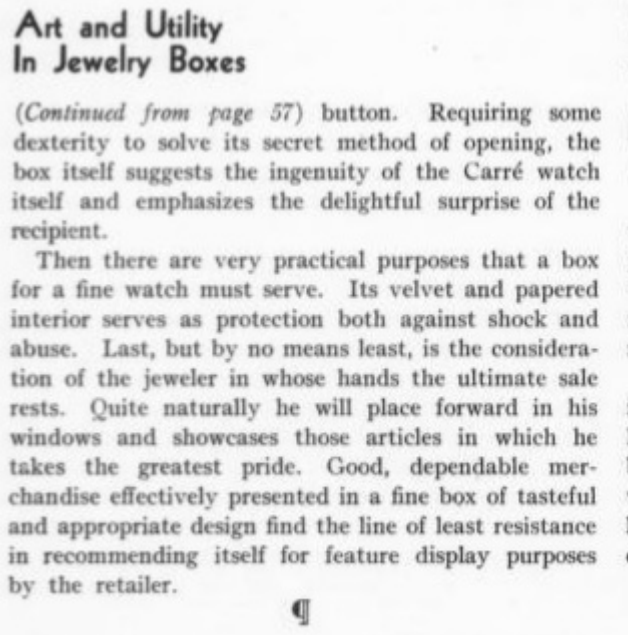 Art and Utility
In Jewelry Boxes
(Continued from page 57) button. Requiring some
dexterity to solve its secret method of opening, the
box itself suggests the ingenuity of the Carré watch
itself and emphasizes the delightful surprise of the
recipient.
Then there are very practical purposes that a box
for a fine watch must serve. Its velvet and papered
interior serves as protection both against shock and
abuse. Last, but by no means least, is the considera-
tion of the jeweler in whose hands the ultimate sale
rests. Quite naturally he will place forward in his
windows and showcases those articles in which he
takes the greatest pride. Good, dependable mer-
chandise effectively presented in a fine box of tasteful
and appropriate design find the line of least resistance
in recommending itself for feature display purposes
by the retailer.
¶